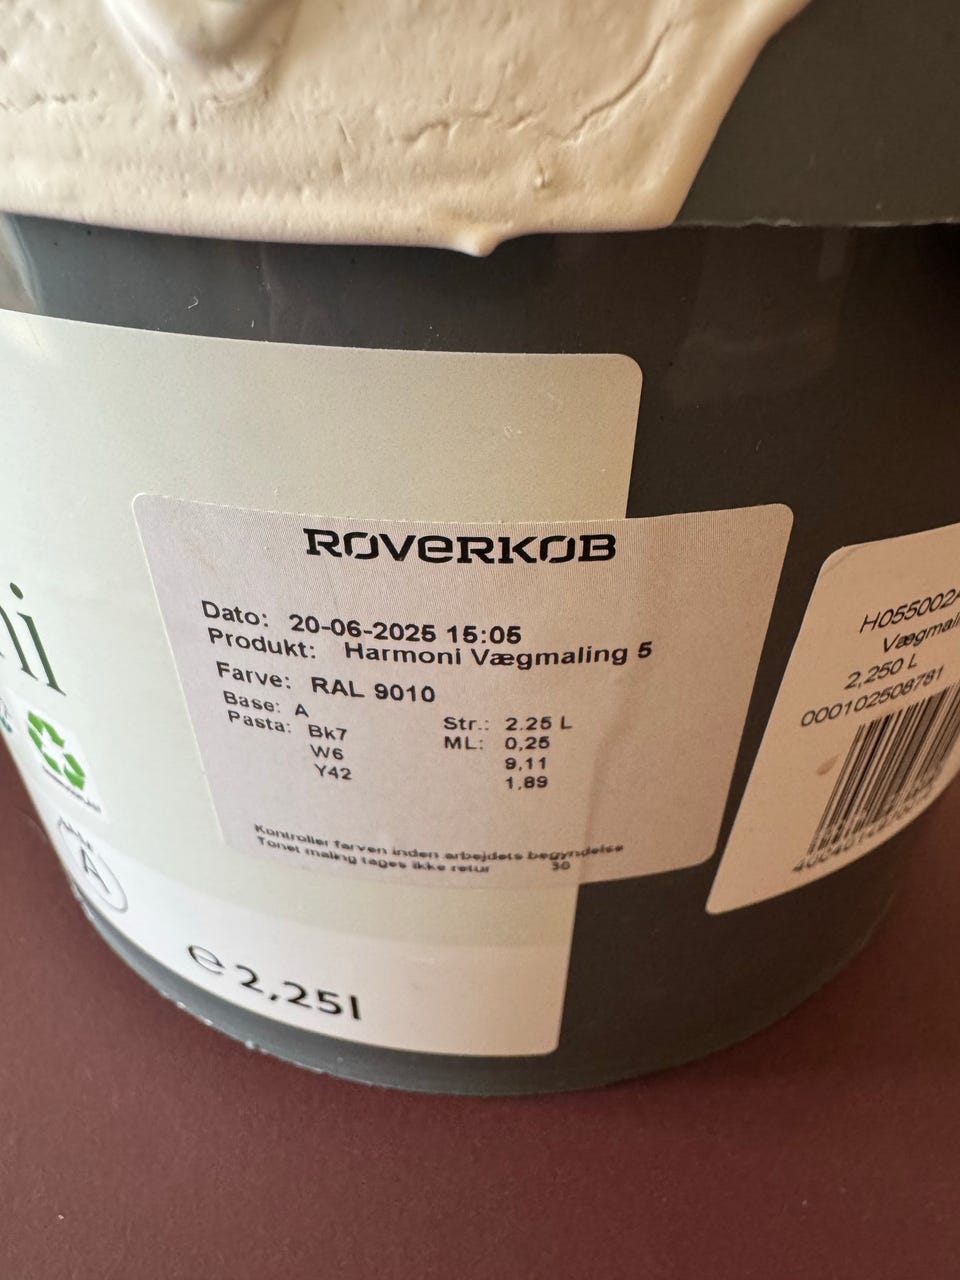 ROVERKØB
Dato: 20-06-2025 15:05
Produkt: Harmoni Vægmaling 5
Farve: RAL 9010
Base: A
Pasta: Bk7
W6
Y42
Str.: 2.25 L
ML: 0,25
9,11
1,89
Kontroller farven inden arbejdets begyndelse
Tonet maling tages ikke retur 30
ni
A
e 2,25l
H055002
Vægmali
2,250 L
000102508781